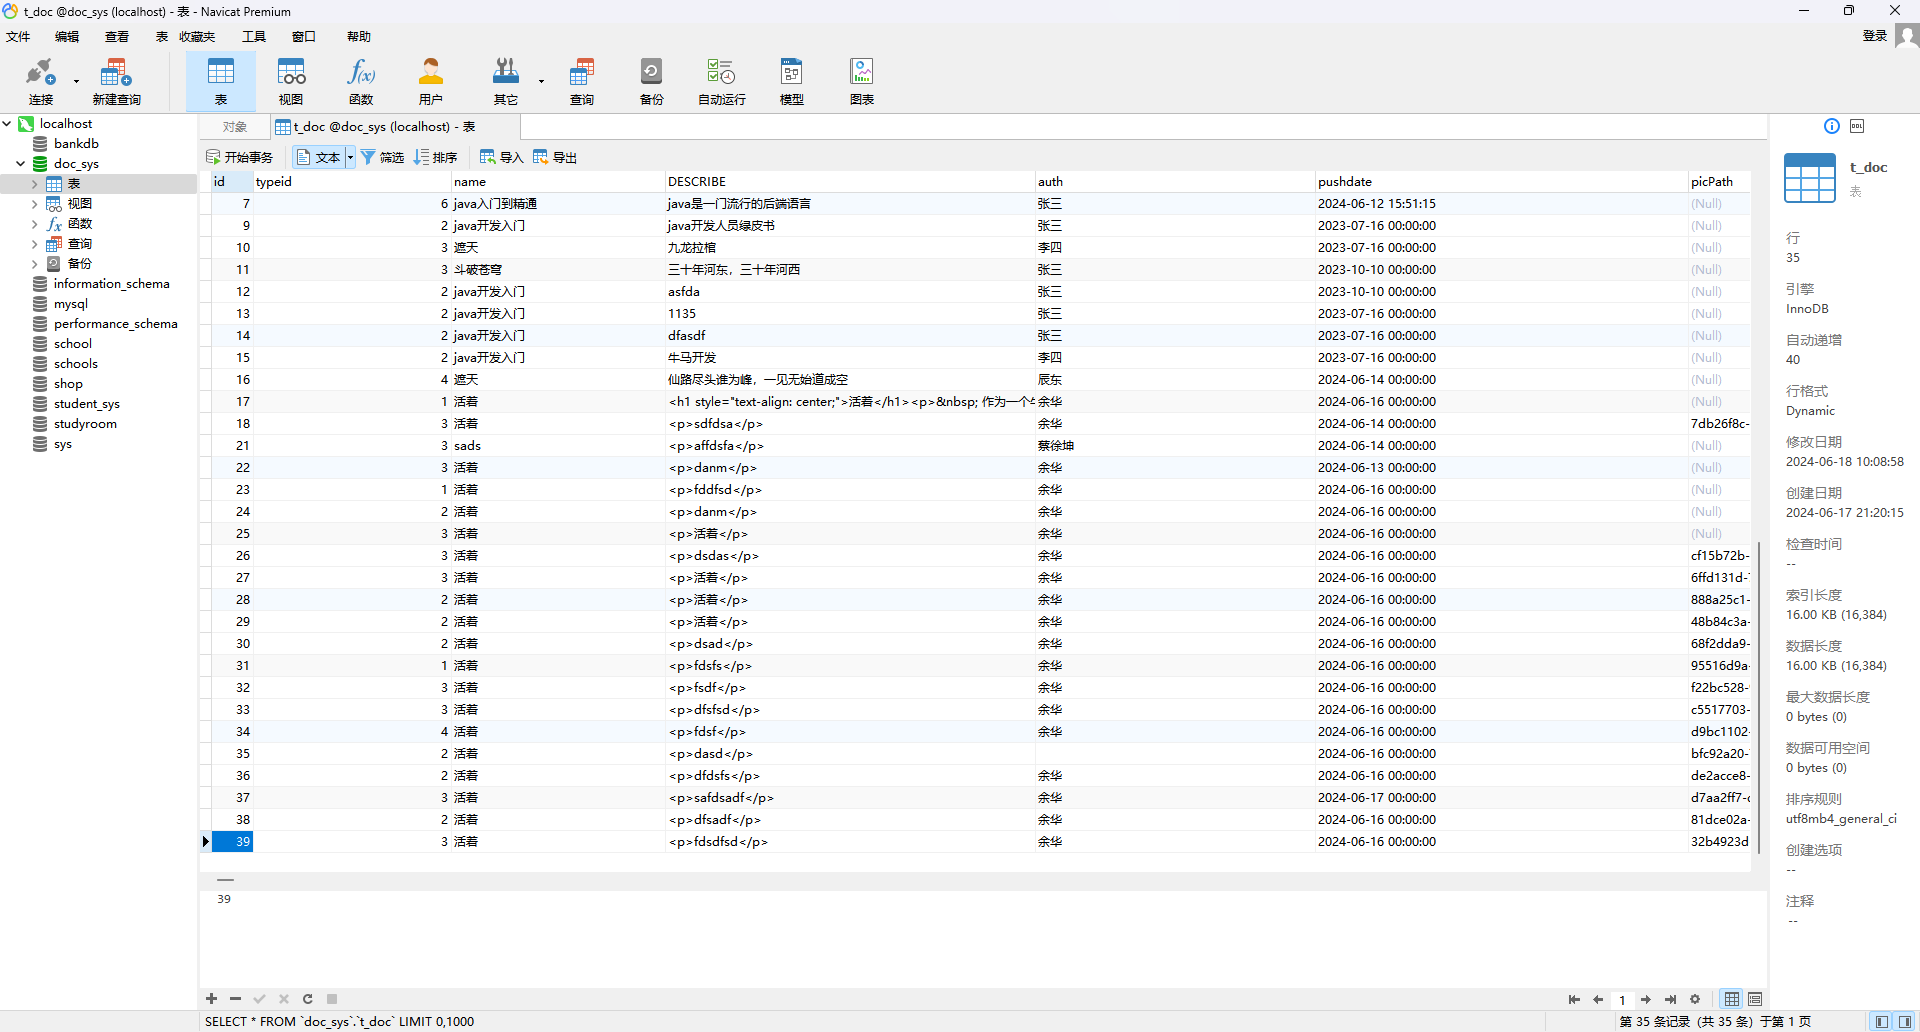 t_doc @doc_sys (localhost) - 表 - Navicat Premium
文件 编辑 查看 表 收藏夹 工具 窗口 帮助 登录
连接 新建查询 表 视图 函数 用户 其它 查询 备份 自动运行 模型 图表
localhost
bankdb
doc_sys
表
视图
函数
查询
备份
information_schema
mysql
performance_schema
school
schools
shop
student_sys
studyroom
sys
对象 t_doc @doc_sys (localhost) - 表
开始事务 文本 筛选 排序 导入 导出
id typeid name DESCRIBE auth pushdate picPath
7 6 java入门到精通 java是一门流行的后端语言 张三 2024-06-12 15:51:15 (Null)
9 2 java开发入门 java开发人员绿皮书 张三 2023-07-16 00:00:00 (Null)
10 3 遮天 九龙拉棺 李四 2023-07-16 00:00:00 (Null)
11 3 斗破苍穹 三十年河东，三十年河西 张三 2023-10-10 00:00:00 (Null)
12 2 java开发入门 asfda 张三 2023-10-10 00:00:00 (Null)
13 2 java开发入门 1135 张三 2023-07-16 00:00:00 (Null)
14 2 java开发入门 dfasdf 张三 2023-07-16 00:00:00 (Null)
15 2 java开发入门 牛马开发 李四 2023-07-16 00:00:00 (Null)
16 4 遮天 仙路尽头谁为峰，一见无始道成空 辰东 2024-06-14 00:00:00 (Null)
17 1 活着 <h1 style="text-align: center;">活着</h1><p>&nbsp; 作为一个 余华 2024-06-14 00:00:00 (Null)
18 3 活着 <p>sdfdsa</p> 余华 2024-06-14 00:00:00 7db26f8c-
21 3 sads <p>affdsfa</p> 蔡徐坤 2024-06-14 00:00:00 (Null)
22 3 活着 <p>danm</p> 余华 2024-06-13 00:00:00 (Null)
23 1 活着 <p>fddfsd</p> 余华 2024-06-16 00:00:00 (Null)
24 2 活着 <p>danm</p> 余华 2024-06-16 00:00:00 (Null)
25 3 活着 <p>活着</p> 余华 2024-06-16 00:00:00 (Null)
26 3 活着 <p>dsdas</p> 余华 2024-06-16 00:00:00 cf15b72b-
27 3 活着 <p>活着</p> 余华 2024-06-16 00:00:00 6ffd131d-
28 2 活着 <p>活着</p> 余华 2024-06-16 00:00:00 888a25c1-
29 2 活着 <p>活着</p> 余华 2024-06-16 00:00:00 48b84c3a-
30 2 活着 <p>dsad</p> 余华 2024-06-16 00:00:00 68f2dda9-
31 1 活着 <p>fdsfs</p> 余华 2024-06-16 00:00:00 95516d9a-
32 3 活着 <p>fsdf</p> 余华 2024-06-16 00:00:00 f22bc528-
33 3 活着 <p>dfsfsd</p> 余华 2024-06-16 00:00:00 c5517703-
34 4 活着 <p>fdsf</p> 余华 2024-06-16 00:00:00 d9bc1102-
35 2 活着 <p>dasd</p> 2024-06-16 00:00:00 bfc92a20-
36 2 活着 <p>dfdsfs</p> 余华 2024-06-16 00:00:00 de2acce8-
37 3 活着 <p>safdsadf</p> 余华 2024-06-17 00:00:00 d7aa2ff7-
38 2 活着 <p>dfsadf</p> 余华 2024-06-16 00:00:00 81dce02a-
39 3 活着 <p>fdsdfsd</p> 余华 2024-06-16 00:00:00 32b4923d
39
1
SELECT * FROM `doc_sys`.`t_doc` LIMIT 0,1000
第 35 条记录 (共 35 条) 于第 1 页
DDL
t_doc
表
行
35
引擎
InnoDB
自动递增
40
行格式
Dynamic
修改日期
2024-06-18 10:08:58
创建日期
2024-06-17 21:20:15
检查时间
--
索引长度
16.00 KB (16,384)
数据长度
16.00 KB (16,384)
最大数据长度
0 bytes (0)
数据可用空间
0 bytes (0)
排序规则
utf8mb4_general_ci
创建选项
--
注释
--